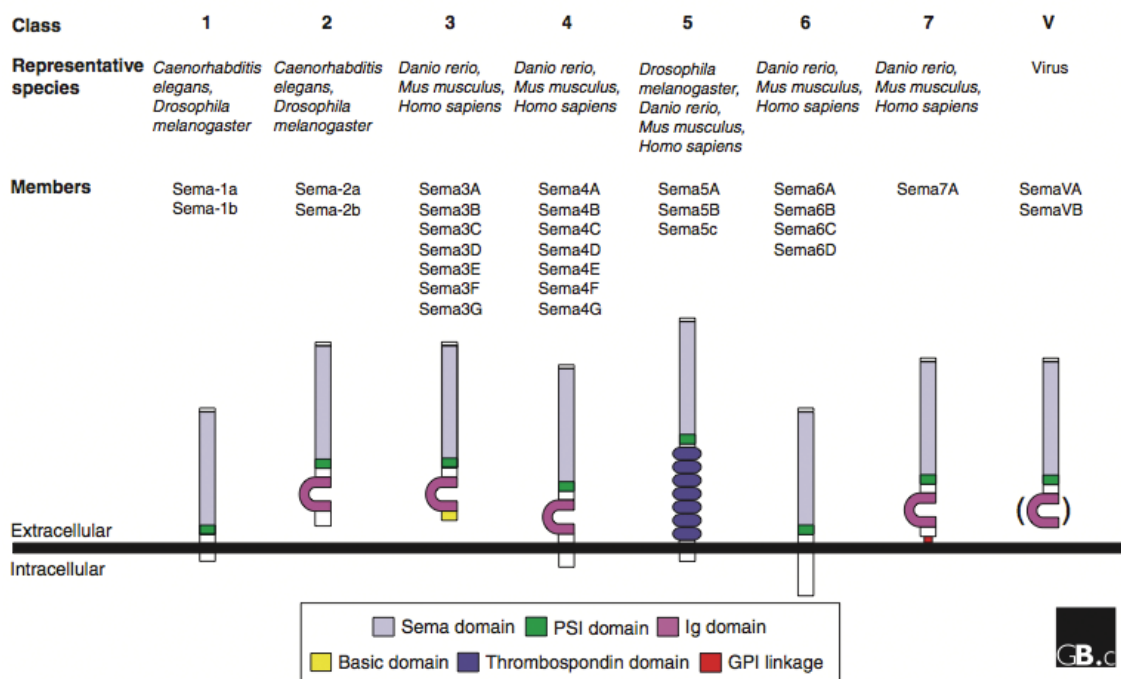 Class 1 2 3 4 5 6 7 V
Representative species
Caenorhabditis elegans, Drosophila melanogaster
Caenorhabditis elegans, Drosophila melanogaster
Danio rerio, Mus musculus, Homo sapiens
Danio rerio, Mus musculus, Homo sapiens
Drosophila melanogaster, Danio rerio, Mus musculus, Homo sapiens
Danio rerio, Mus musculus, Homo sapiens
Danio rerio, Mus musculus, Homo sapiens
Virus
Members Sema-1a Sema-2a Sema3A Sema4A Sema5A Sema6A Sema7A SemaVA
Sema-1b Sema-2b Sema3B Sema4B Sema5B Sema6B SemaVB
Sema3C Sema4C Sema5c Sema6C
Sema3D Sema4D Sema6D
Sema3E Sema4E
Sema3F Sema4F
Sema3G Sema4G
( )
Extracellular
Intracellular
Sema domain PSI domain Ig domain
Basic domain Thrombospondin domain GPI linkage
GB.c